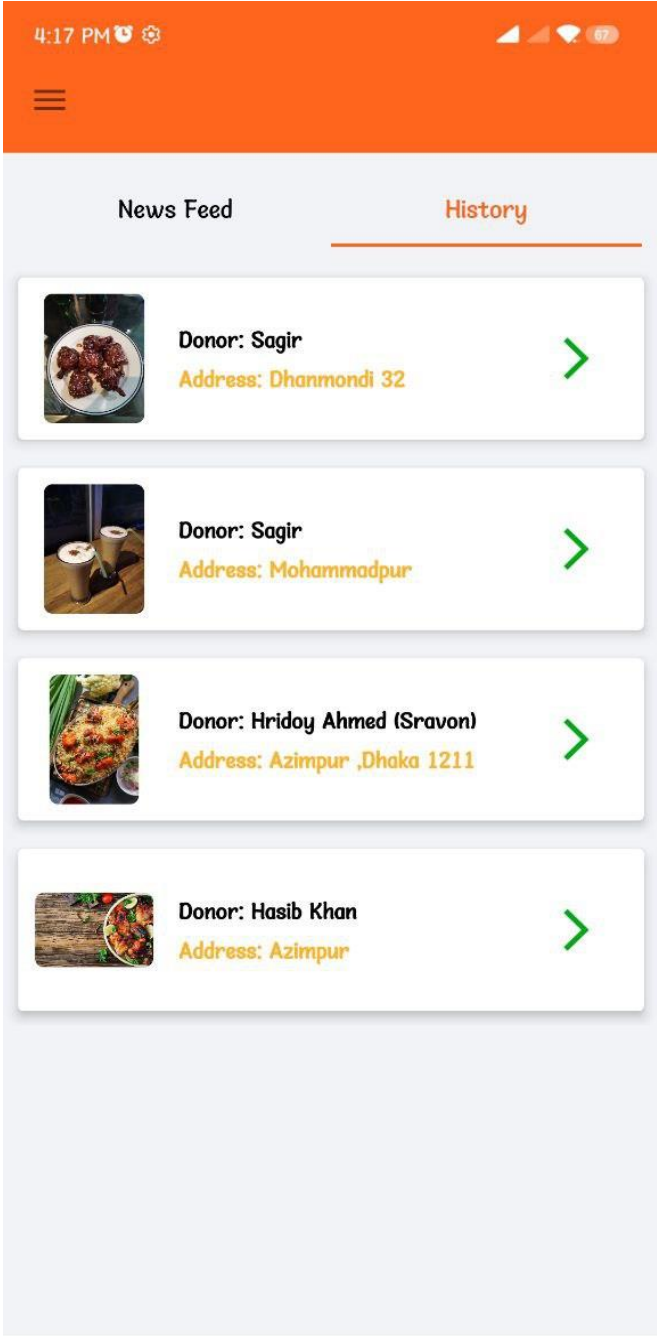 4:17 PM
67
News Feed
History
Donor: Sagir
Address: Dhanmondi 32
Donor: Sagir
Address: Mohammadpur
Donor: Hridoy Ahmed (Sravon)
Address: Azimpur ,Dhaka 1211
Donor: Hasib Khan
Address: Azimpur